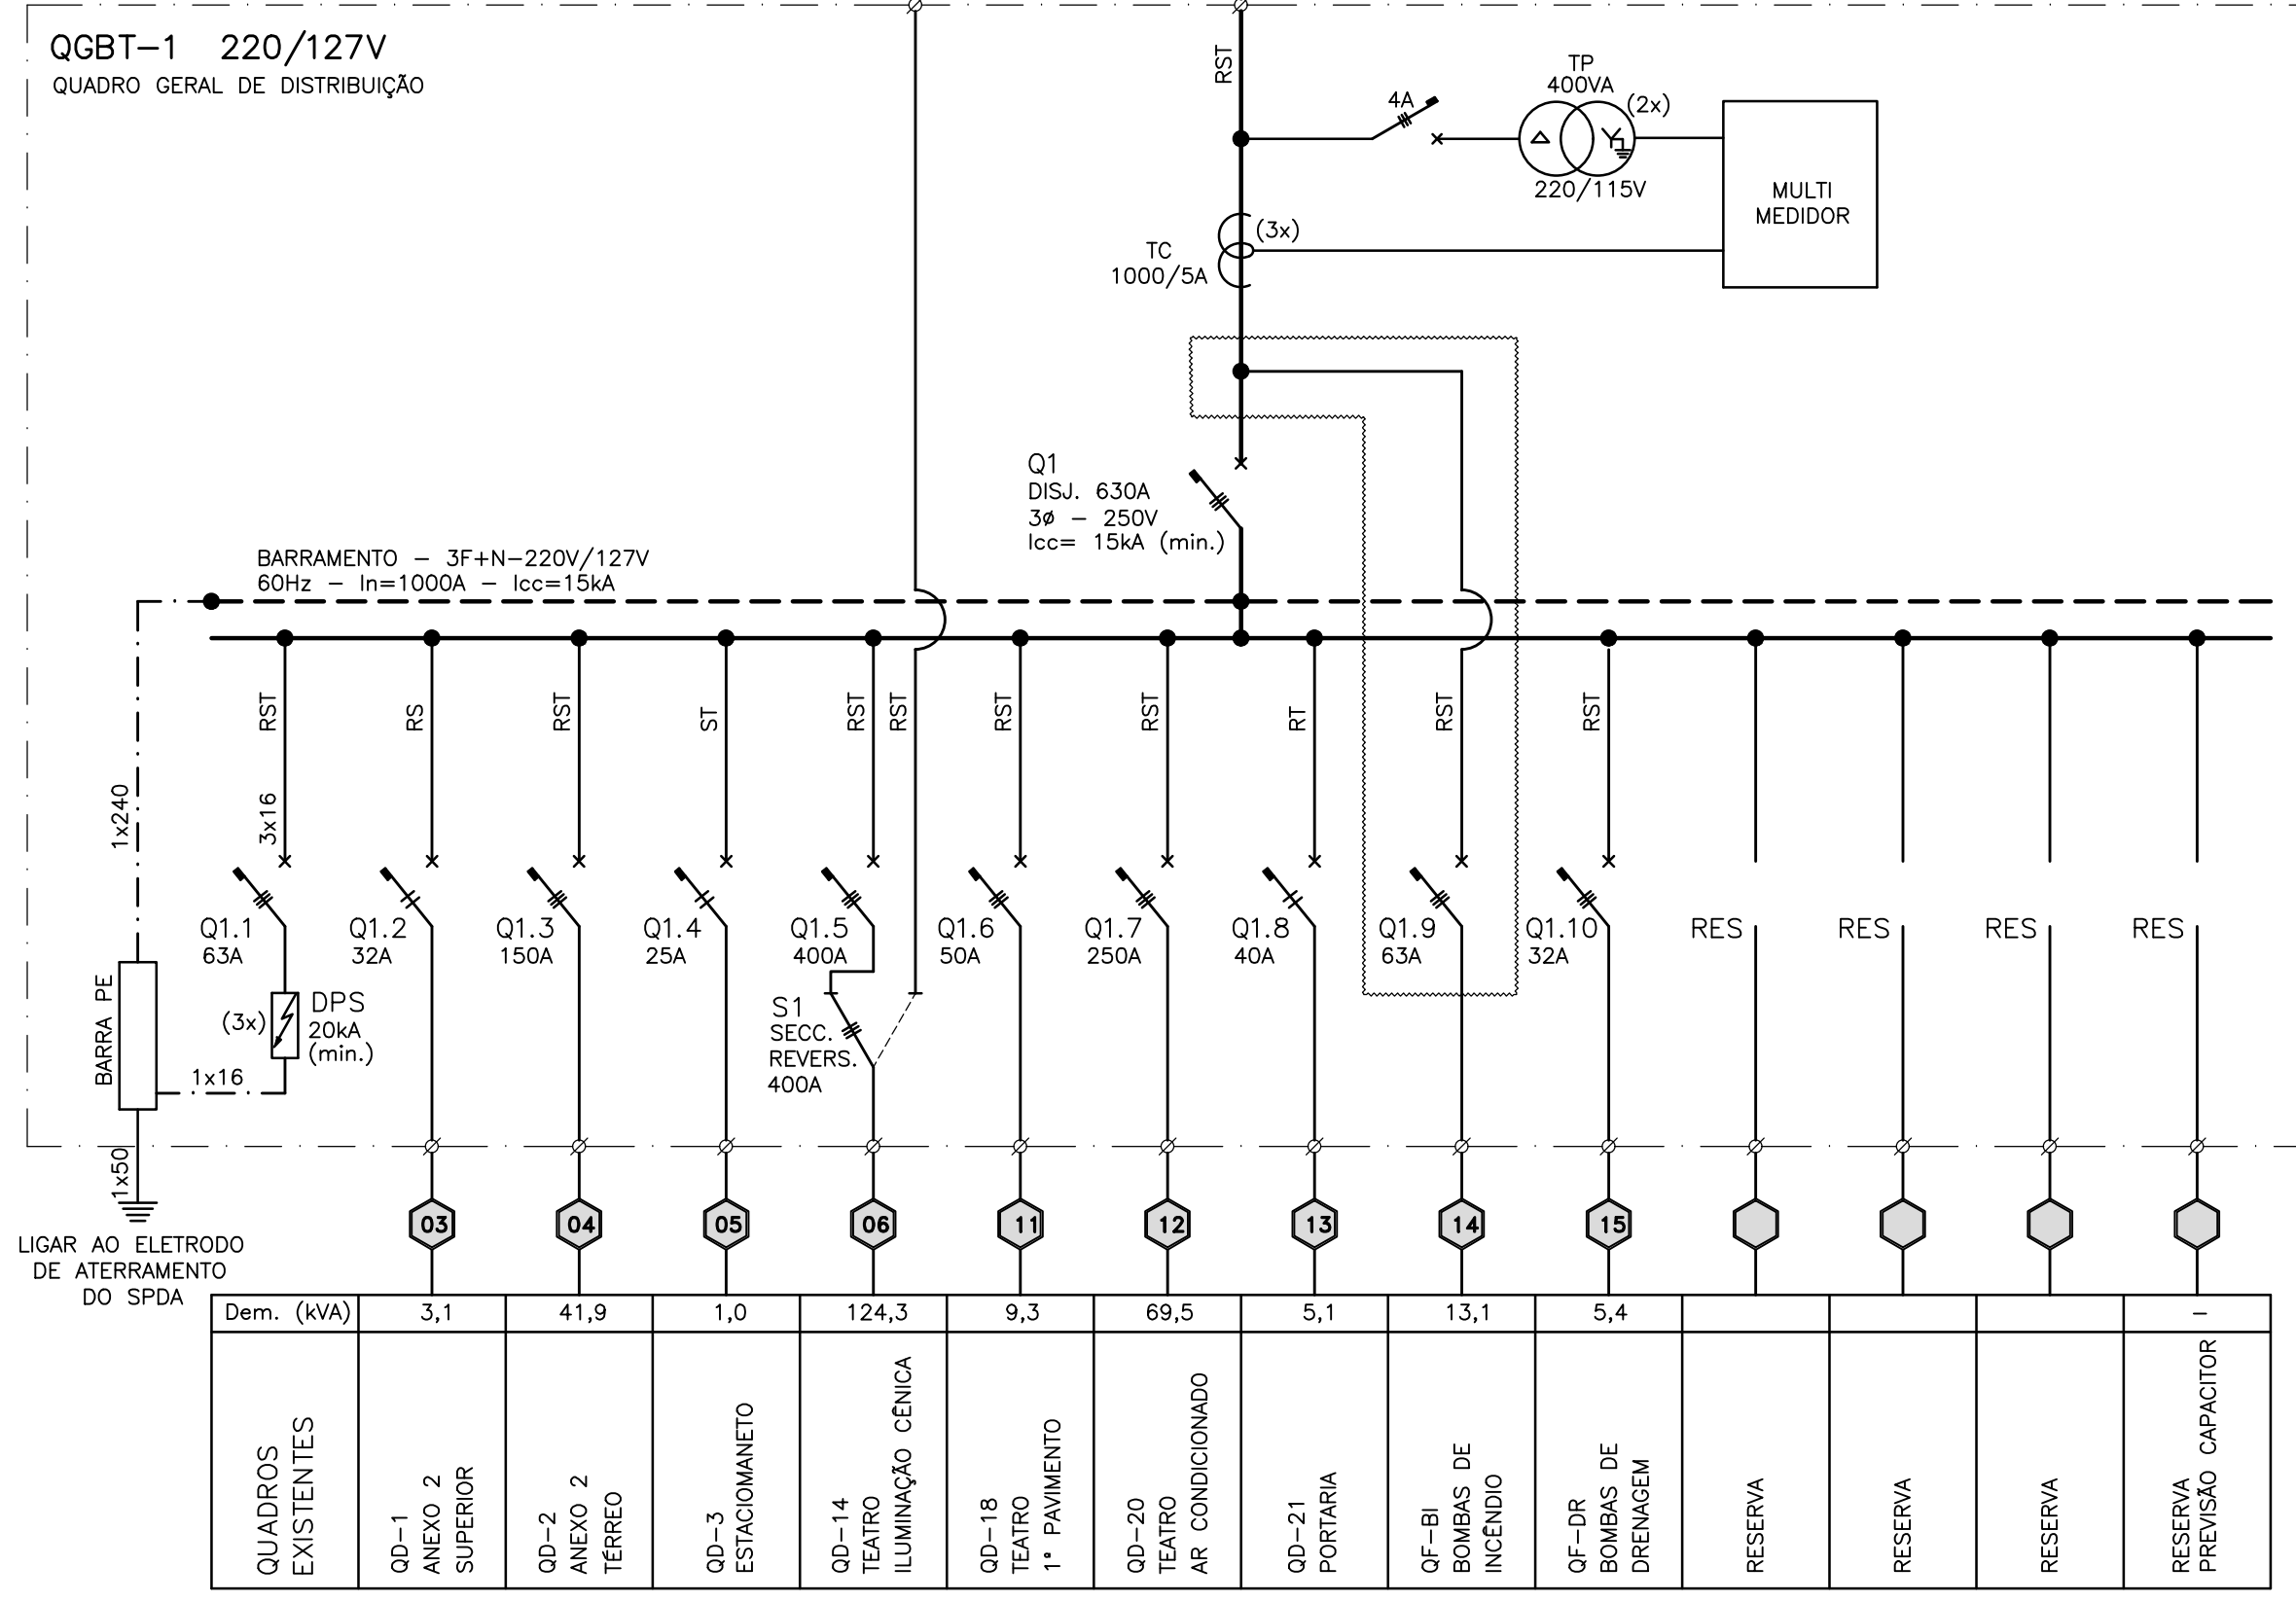 QGBT-1 220/127V
QUADRO GERAL DE DISTRIBUIÇÃO
RST
4A
TP
400VA
(2x)
220/115V
MULTI
MEDIDOR
TC
1000/5A
(3x)
Q1
DISJ. 630A
3ø - 250V
Icc= 15kA (min.)
BARRAMENTO - 3F+N-220V/127V
60Hz - In=1000A - Icc=15kA
RST
RS
RST
ST
RST
RST
RST
RST
RT
RST
RST
1x240
3x16
Q1.1
63A
Q1.2
32A
Q1.3
150A
Q1.4
25A
Q1.5
400A
Q1.6
50A
Q1.7
250A
Q1.8
40A
Q1.9
63A
Q1.10
32A
RES
RES
RES
RES
BARRA PE
(3x)
DPS
20kA
(min.)
1x16
S1
SECC.
REVERS.
400A
1x50
LIGAR AO ELETRODO
DE ATERRAMENTO
DO SPDA
03
04
05
06
11
12
13
14
15
Dem. (kVA)
3,1
41,9
1,0
124,3
9,3
69,5
5,1
13,1
5,4
-
QUADROS
EXISTENTES
QD-1
ANEXO 2
SUPERIOR
QD-2
ANEXO 2
TÉRREO
QD-3
ESTACIOMANETO
QD-14
TEATRO
ILUMINAÇÃO CÊNICA
QD-18
TEATRO
1° PAVIMENTO
QD-20
TEATRO
AR CONDICIONADO
QD-21
PORTARIA
QF-BI
BOMBAS DE
INCÊNDIO
QF-DR
BOMBAS DE
DRENAGEM
RESERVA
RESERVA
RESERVA
RESERVA
PREVISÃO CAPACITOR